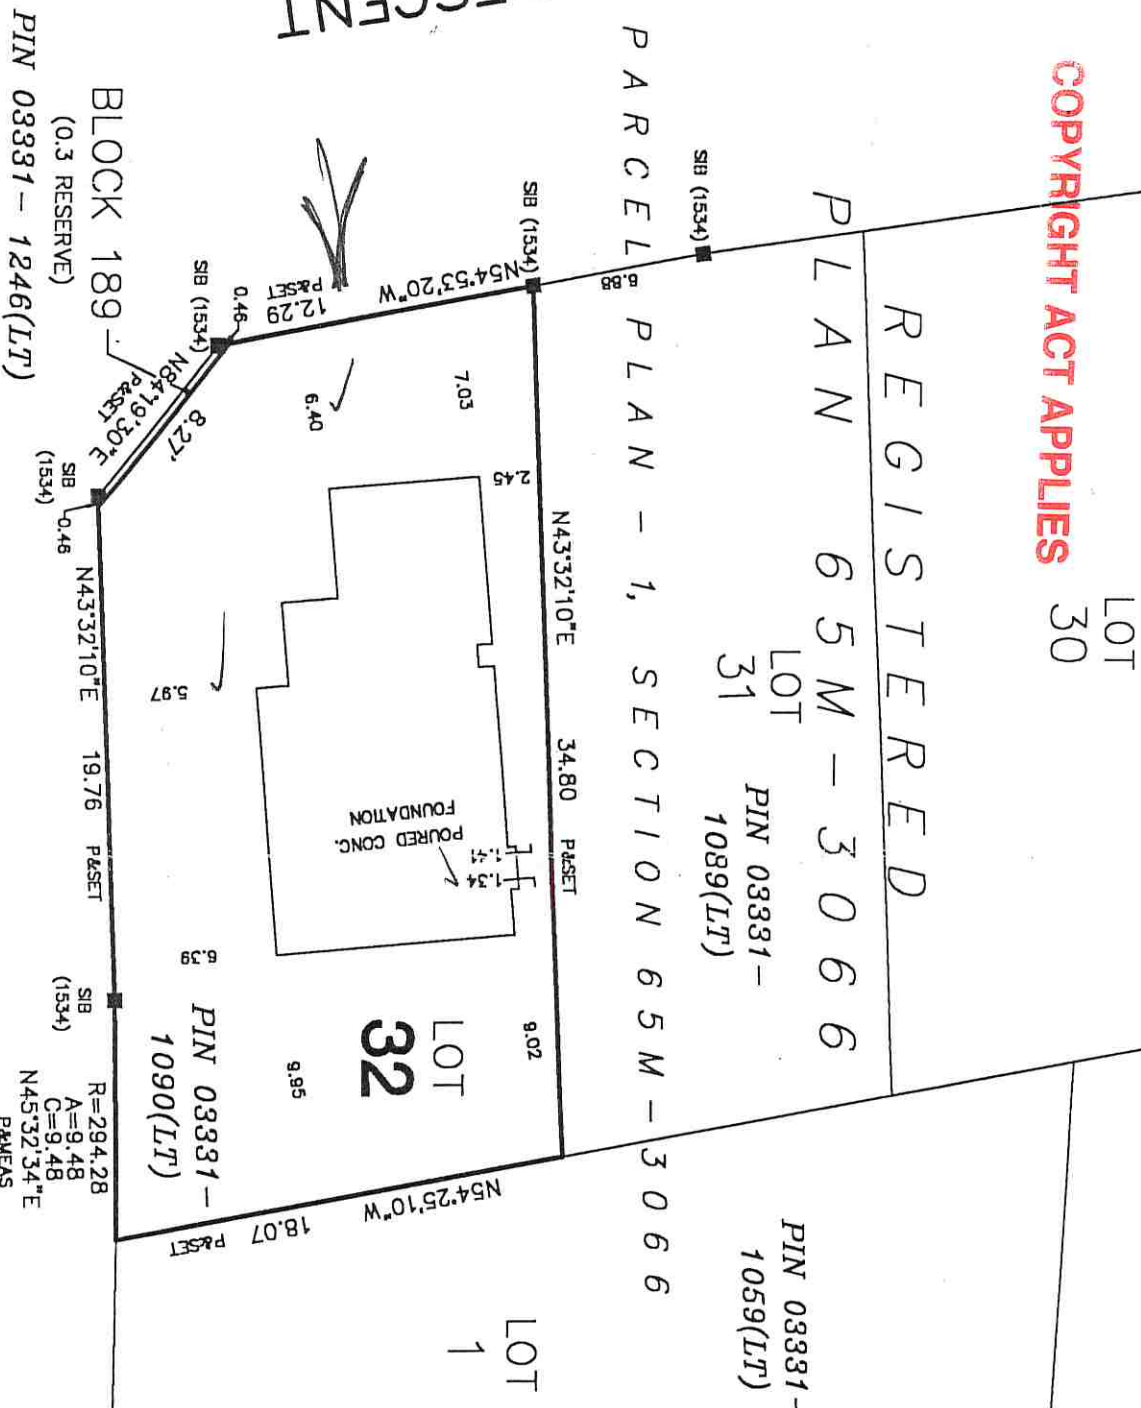 ESCENT
COPYRIGHT ACT APPLIES
LOT
30
REGISTERED
PLAN 65M-3066
LOT
31
PIN 03331-
1089(LT)
PARCEL PLAN-1, SECTION 65M-3066
SIB (1534)
6.88
SIB (1534)
N54°53'20"W
12.29
P&SET
0.46
SIB (1534)
BLOCK 189
(0.3 RESERVE)
PIN 03331- 1246(LT)
N84°19'30"E
P&SET
8.27'
SIB
(1534)
0.46
N43°32'10"E 34.80 P&SET
7.03
6.40
2.45
5.97
POURED CONC.
FOUNDATION
1.41
1.34
N43°32'10"E 19.76 P&SET
6.39
9.02
9.95
LOT
32
PIN 03331-
1090(LT)
SIB
(1534)
R=294.28
A=9.48
C=9.48
N45°32'34"E
P&MEAS
N54°25'10"W 18.07 P&SET
LOT
1
PIN 03331-
1059(LT)